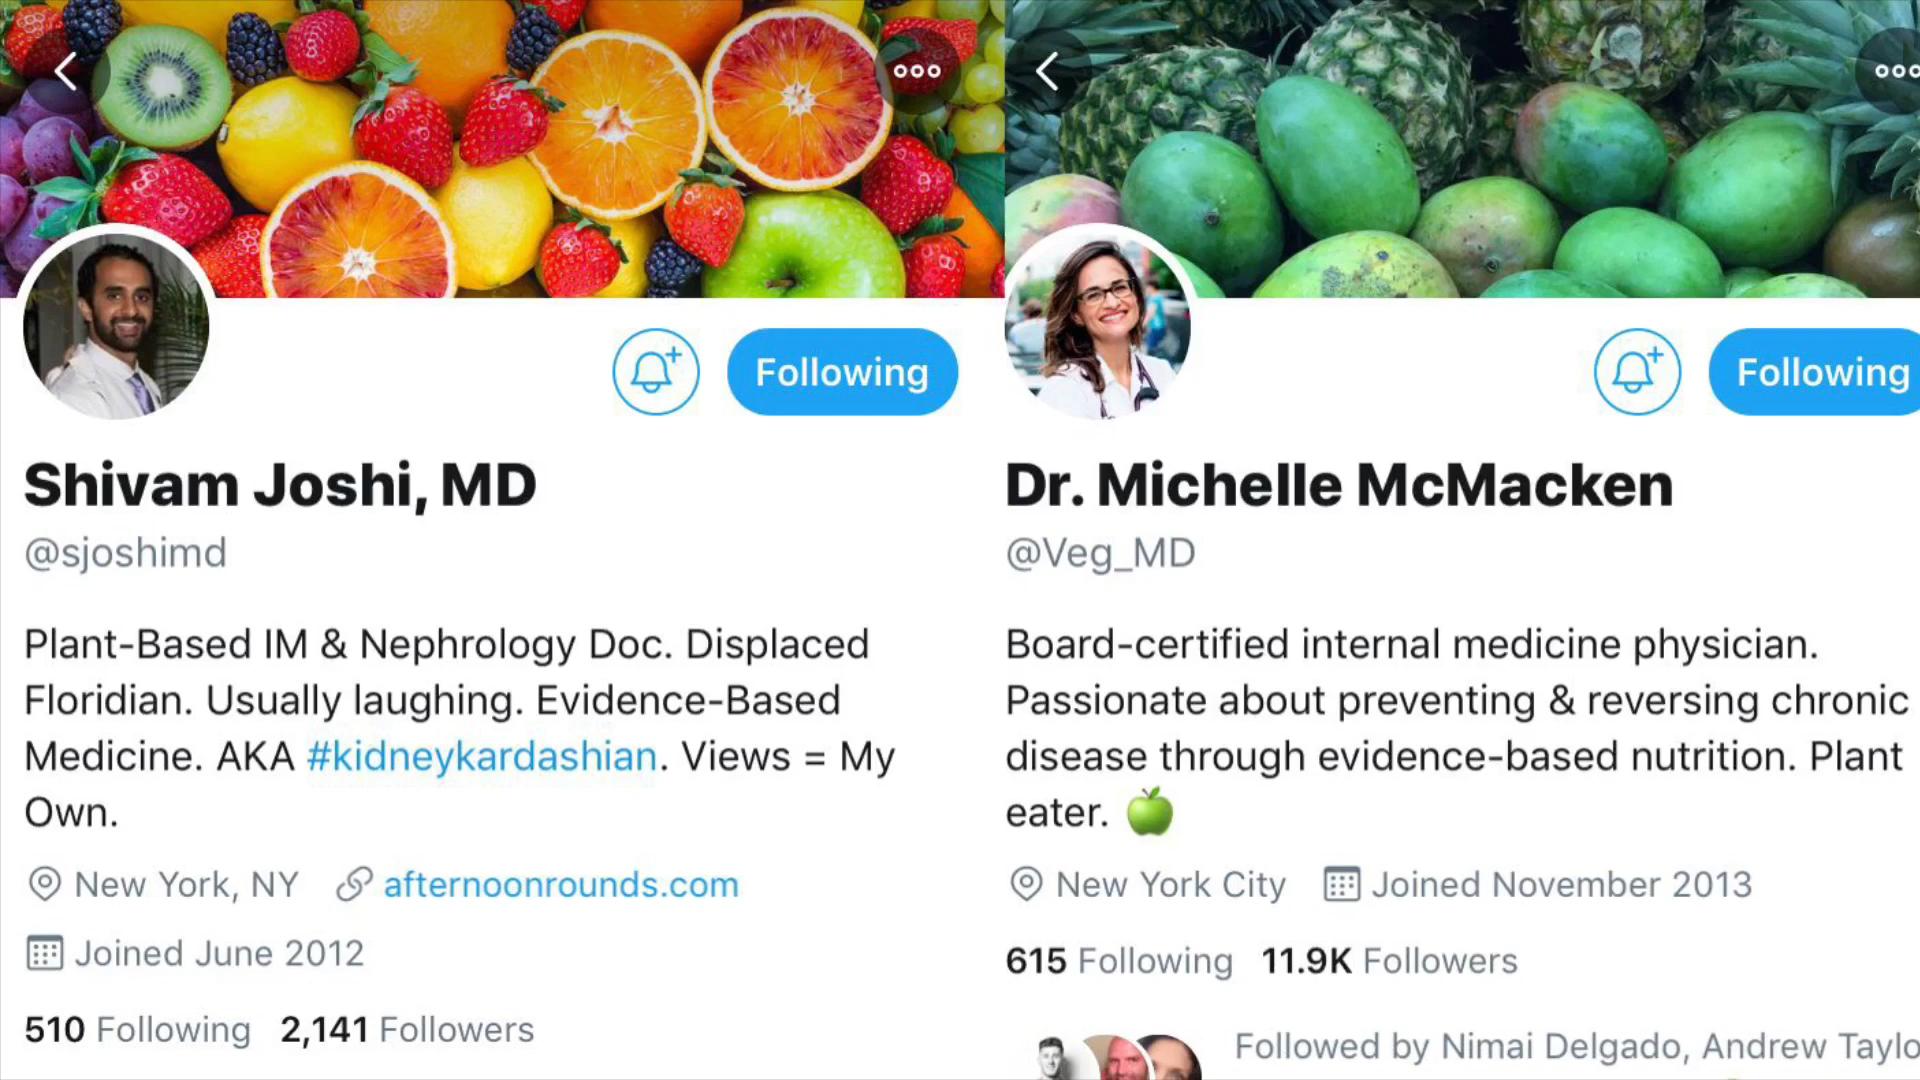 Following
Shivam Joshi, MD
@sjoshimd
Plant-Based IM & Nephrology Doc. Displaced
Floridian. Usually laughing. Evidence-Based
Medicine. AKA #kidneykardashian. Views = My
Own.
New York, NY afternoonrounds.com
Joined June 2012
510 Following 2,141 Followers
Following
Dr. Michelle McMacken
@Veg_MD
Board-certified internal medicine physician.
Passionate about preventing & reversing chronic
disease through evidence-based nutrition. Plant
eater. 🍏
New York City Joined November 2013
615 Following 11.9K Followers
Followed by Nimai Delgado, Andrew Taylo